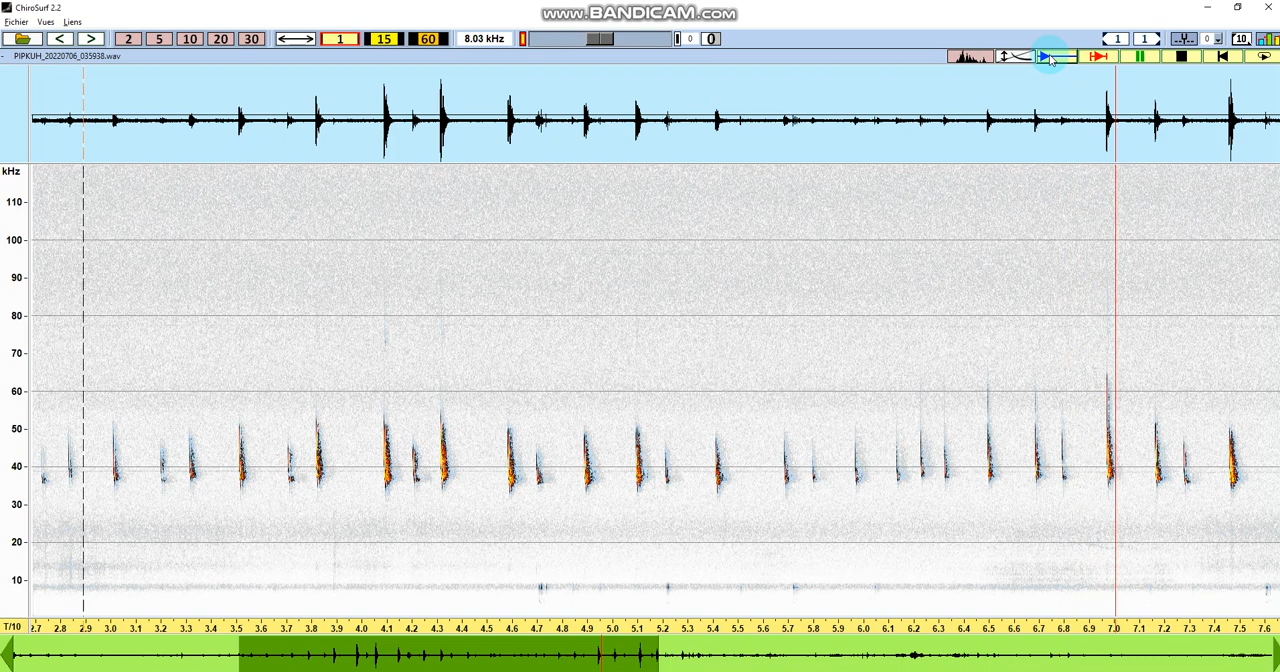 ChiroSurf 2.2
www.BANDICAM.com
Fichier Vues Liens
< > 2 5 10 20 30 1 15 60 8.03 kHz 0 0 1 1 0 10
- PIPKUH_20220706_035938.wav
kHz
110
100
90
80
70
60
50
40
30
20
10
T/10 2.7 2.8 2.9 3.0 3.1 3.2 3.3 3.4 3.5 3.6 3.7 3.8 3.9 4.0 4.1 4.2 4.3 4.4 4.5 4.6 4.7 4.8 4.9 5.0 5.1 5.2 5.3 5.4 5.5 5.6 5.7 5.8 5.9 6.0 6.1 6.2 6.3 6.4 6.5 6.6 6.7 6.8 6.9 7.0 7.1 7.2 7.3 7.4 7.5 7.6